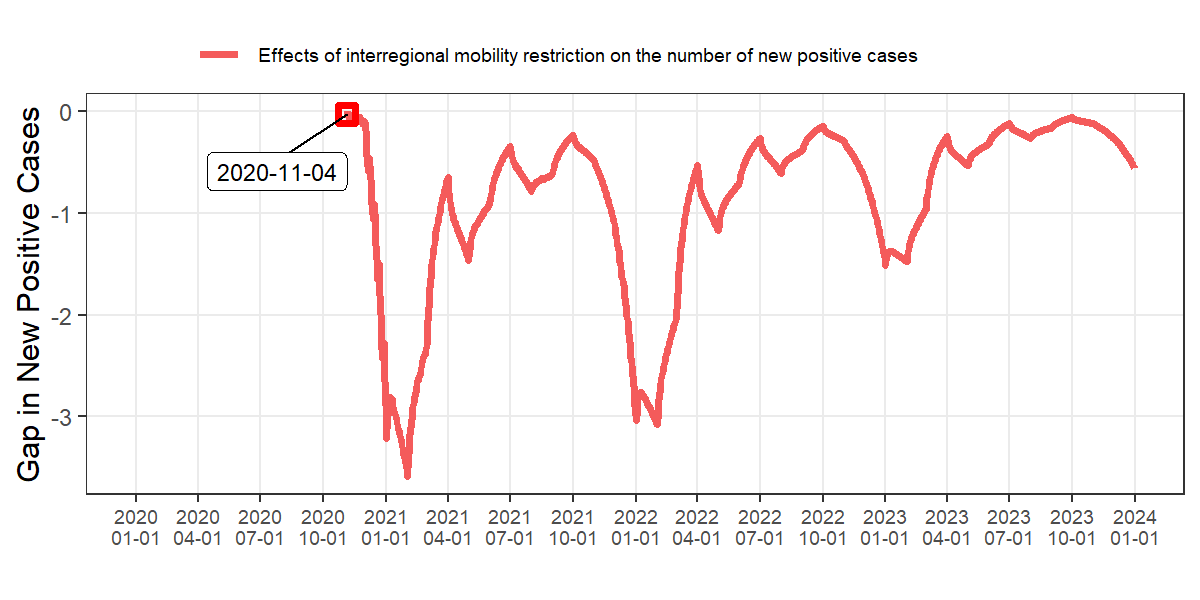 Effects of interregional mobility restriction on the number of new positive cases
Gap in New Positive Cases
0
-1
-2
-3
2020-11-04
2020 2020 2020 2020 2021 2021 2021 2021 2022 2022 2022 2022 2023 2023 2023 2023 2024
01-01 04-01 07-01 10-01 01-01 04-01 07-01 10-01 01-01 04-01 07-01 10-01 01-01 04-01 07-01 10-01 01-01